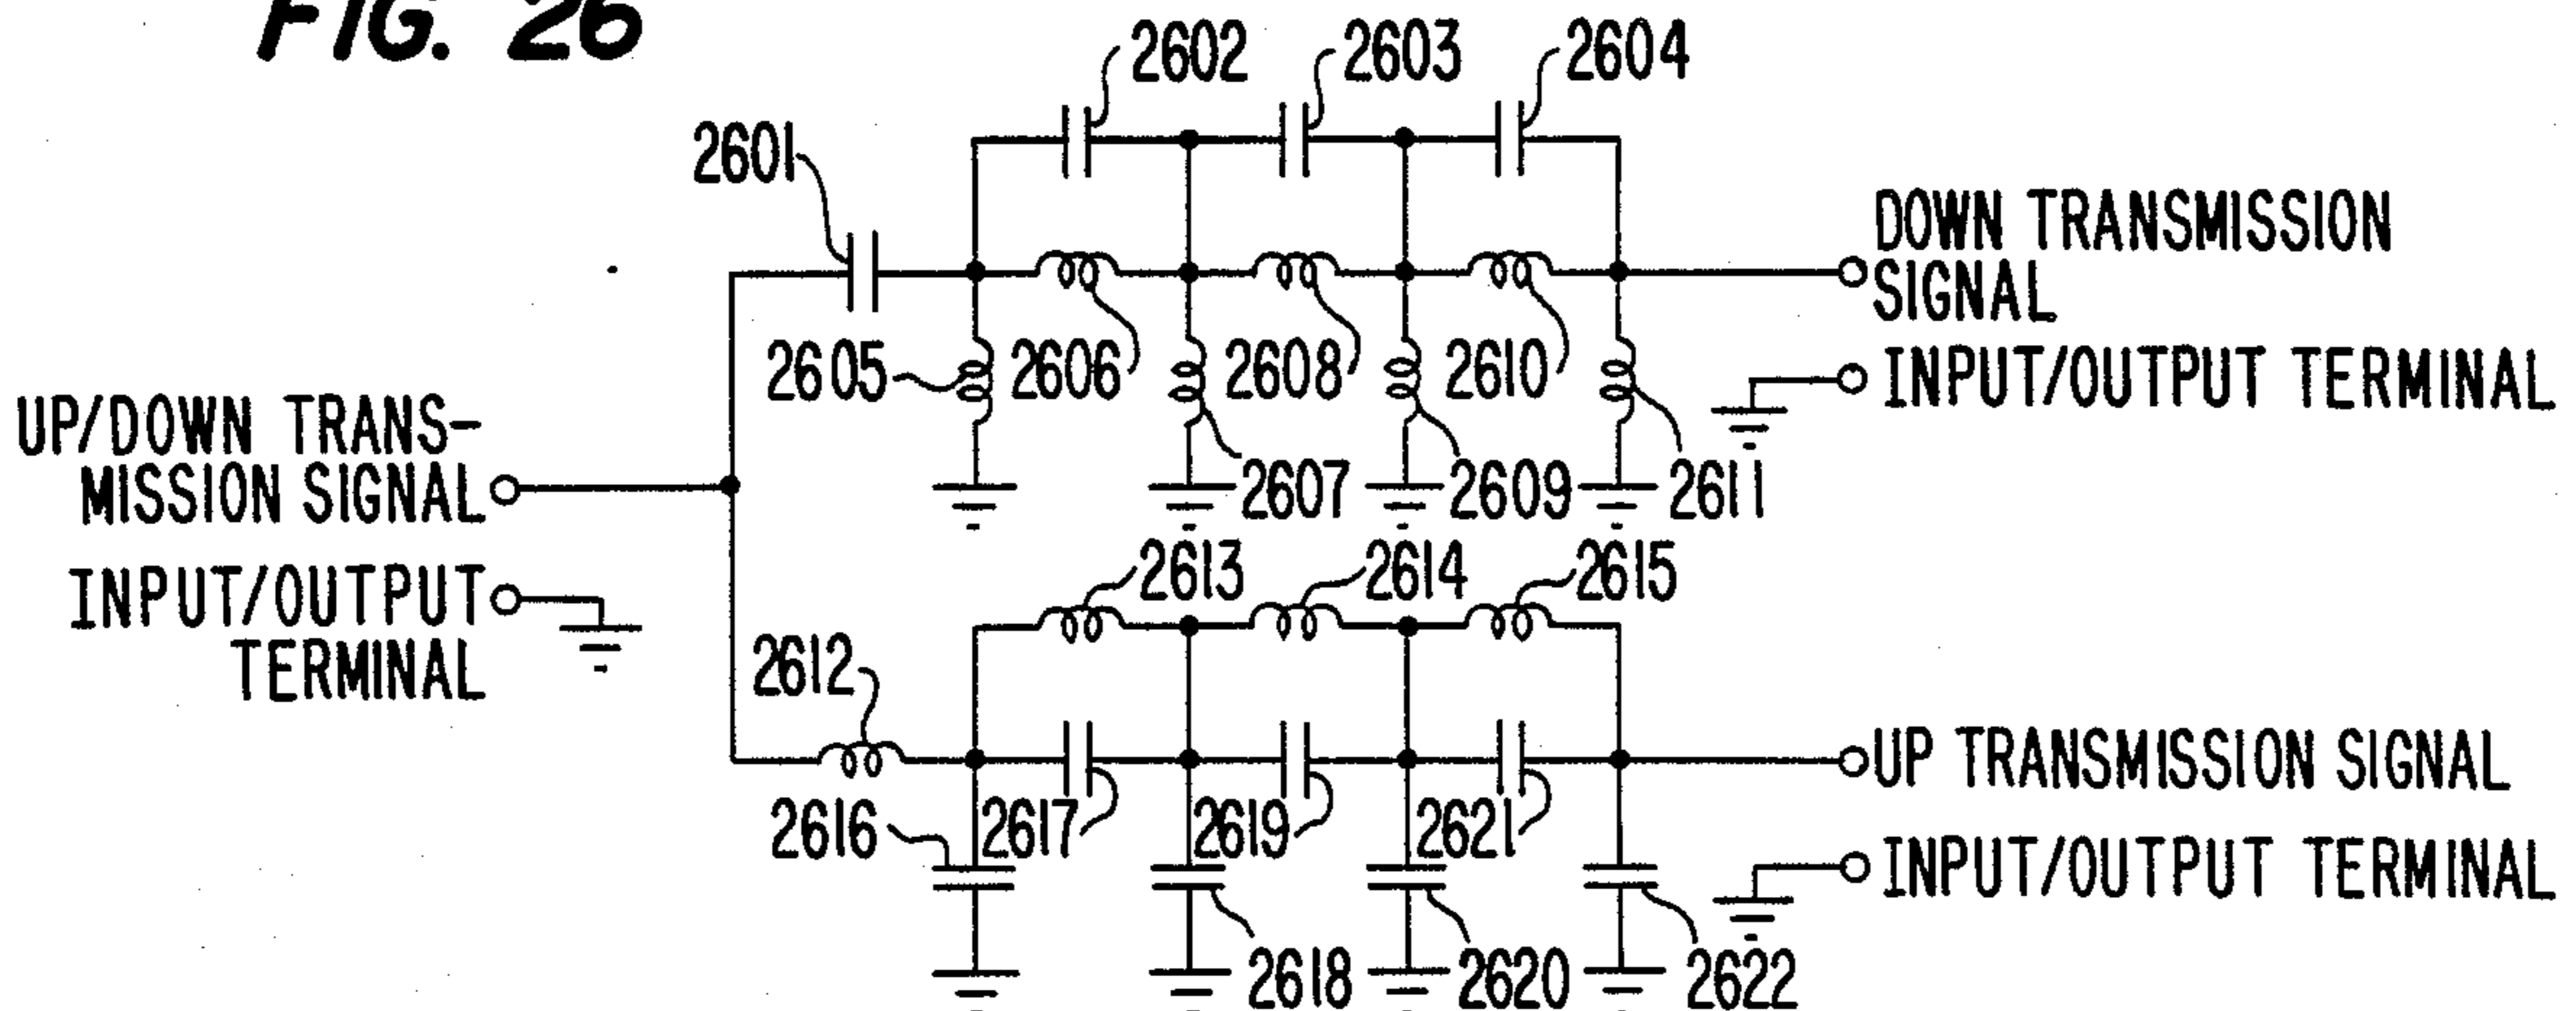 FIG. 26
2602
2603
2604
2601
DOWN TRANSMISSION
SIGNAL
2605
2606
2608
2610
INPUT/OUTPUT TERMINAL
UP/DOWN TRANS-
MISSION SIGNAL
2607
2609
2611
2613
2614
2615
INPUT/OUTPUT
TERMINAL
2612
UP TRANSMISSION SIGNAL
2616
2617
2619
2621
INPUT/OUTPUT TERMINAL
2618
2620
2622